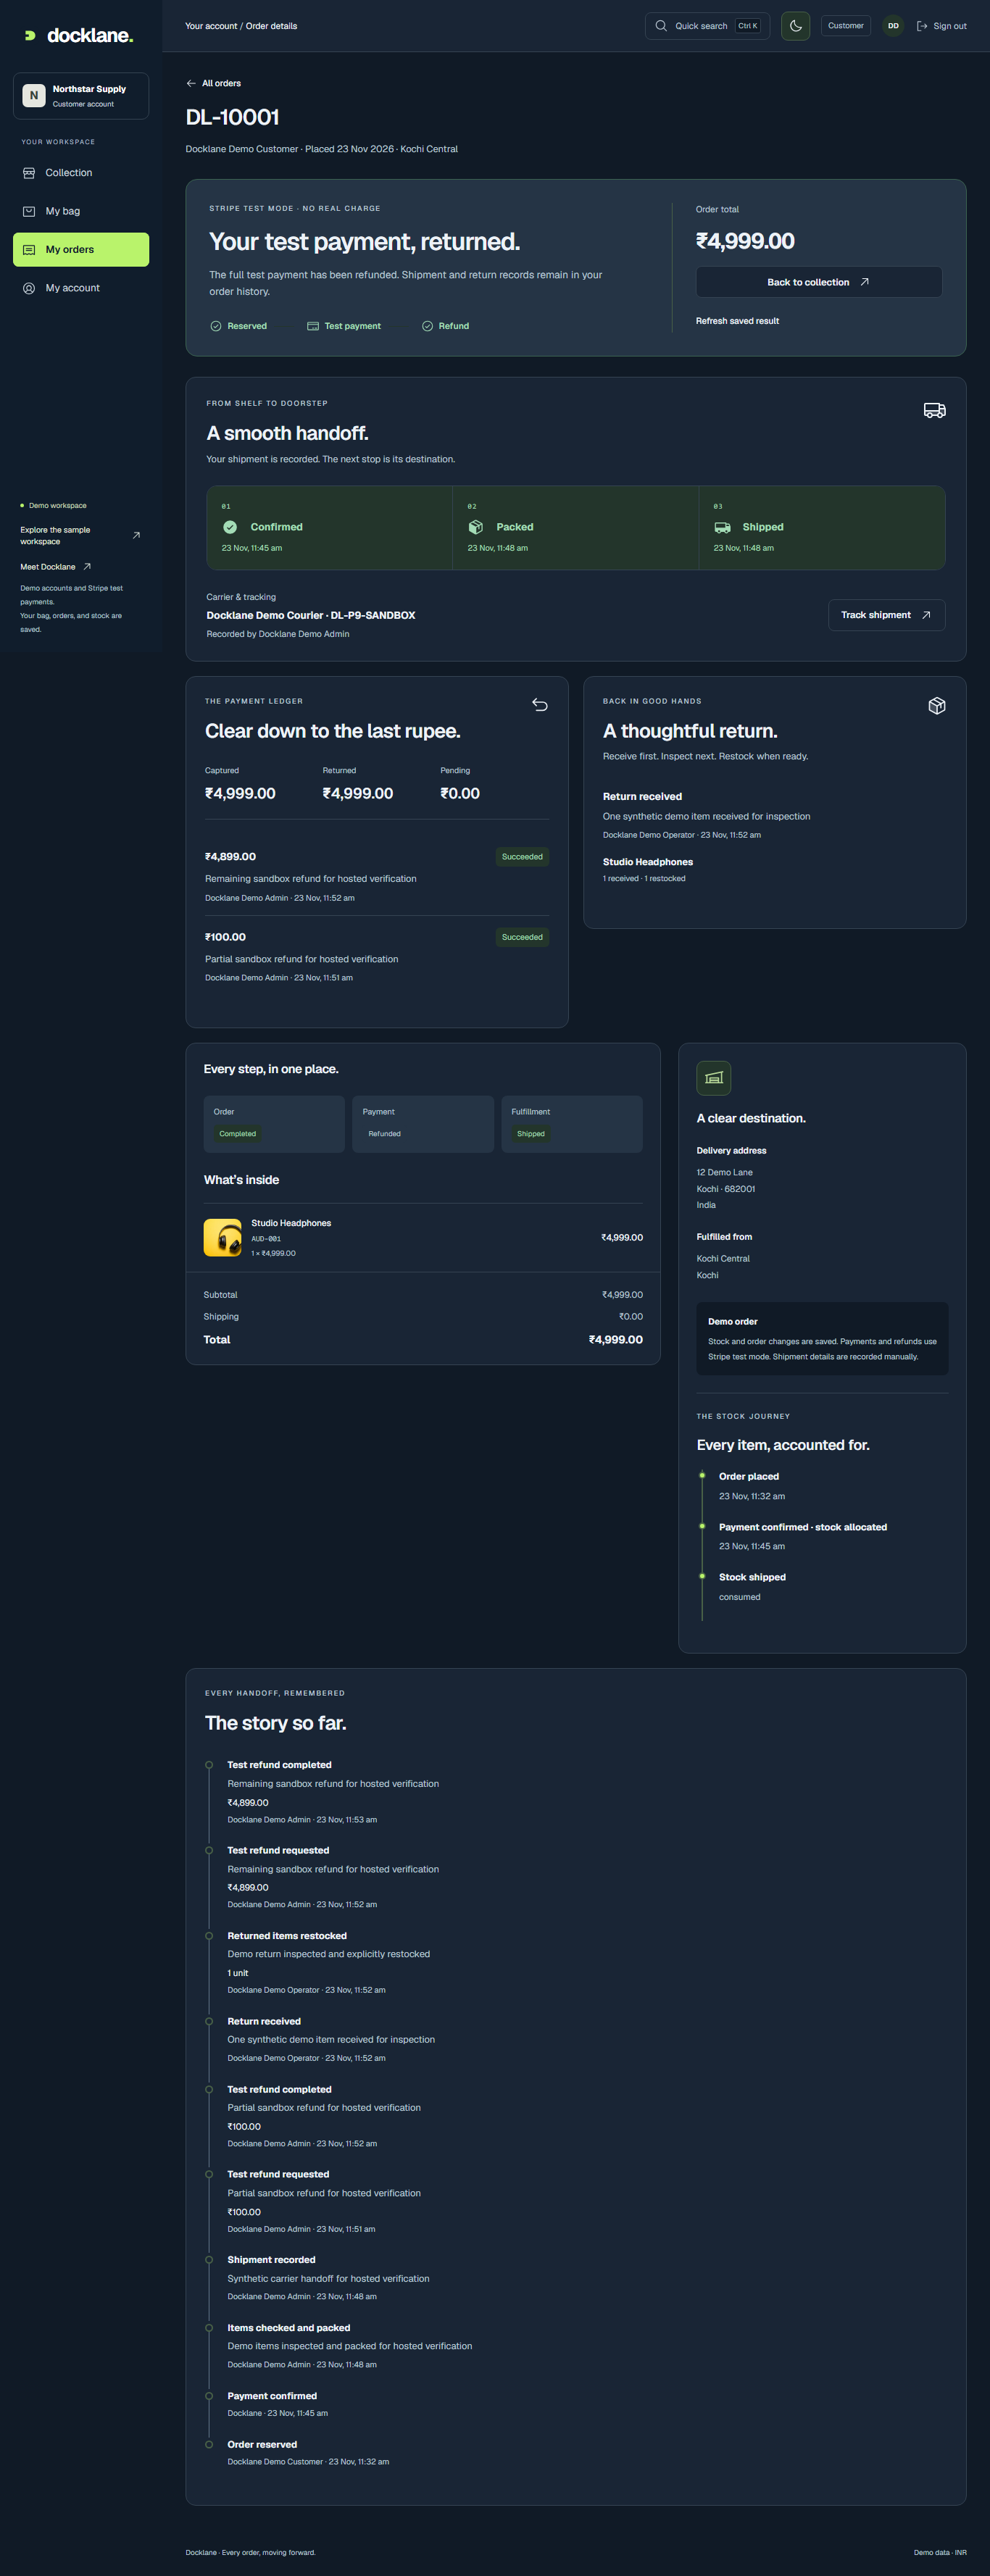 docklane.
N
Northstar Supply
Customer account
YOUR WORKSPACE
Collection
My bag
My orders
My account
Demo workspace
Explore the sample
workspace
Meet Docklane
Demo accounts and Stripe test
payments.
Your bag, orders, and stock are
saved.
Your account / Order details
Quick search Ctrl K
Customer
DD
Sign out
All orders
DL-10001
Docklane Demo Customer · Placed 23 Nov 2026 · Kochi Central
STRIPE TEST MODE · NO REAL CHARGE
Your test payment, returned.
The full test payment has been refunded. Shipment and return records remain in your
order history.
Reserved
Test payment
Refund
Order total
₹4,999.00
Back to collection
Refresh saved result
FROM SHELF TO DOORSTEP
A smooth handoff.
Your shipment is recorded. The next stop is its destination.
01
Confirmed
23 Nov, 11:45 am
02
Packed
23 Nov, 11:48 am
03
Shipped
23 Nov, 11:48 am
Carrier & tracking
Docklane Demo Courier · DL-P9-SANDBOX
Recorded by Docklane Demo Admin
Track shipment
THE PAYMENT LEDGER
Clear down to the last rupee.
Captured
₹4,999.00
Returned
₹4,999.00
Pending
₹0.00
₹4,899.00
Succeeded
Remaining sandbox refund for hosted verification
Docklane Demo Admin · 23 Nov, 11:52 am
₹100.00
Succeeded
Partial sandbox refund for hosted verification
Docklane Demo Admin · 23 Nov, 11:51 am
BACK IN GOOD HANDS
A thoughtful return.
Receive first. Inspect next. Restock when ready.
Return received
One synthetic demo item received for inspection
Docklane Demo Operator · 23 Nov, 11:52 am
Studio Headphones
1 received · 1 restocked
Every step, in one place.
Order
Completed
Payment
Refunded
Fulfillment
Shipped
What's inside
Studio Headphones
AUD-001
1 × ₹4,999.00
₹4,999.00
Subtotal ₹4,999.00
Shipping ₹0.00
Total ₹4,999.00
A clear destination.
Delivery address
12 Demo Lane
Kochi · 682001
India
Fulfilled from
Kochi Central
Kochi
Demo order
Stock and order changes are saved. Payments and refunds use
Stripe test mode. Shipment details are recorded manually.
THE STOCK JOURNEY
Every item, accounted for.
Order placed
23 Nov, 11:32 am
Payment confirmed · stock allocated
23 Nov, 11:45 am
Stock shipped
consumed
EVERY HANDOFF, REMEMBERED
The story so far.
Test refund completed
Remaining sandbox refund for hosted verification
₹4,899.00
Docklane Demo Admin · 23 Nov, 11:53 am
Test refund requested
Remaining sandbox refund for hosted verification
₹4,899.00
Docklane Demo Admin · 23 Nov, 11:52 am
Returned items restocked
Demo return inspected and explicitly restocked
1 unit
Docklane Demo Operator · 23 Nov, 11:52 am
Return received
One synthetic demo item received for inspection
Docklane Demo Operator · 23 Nov, 11:52 am
Test refund completed
Partial sandbox refund for hosted verification
₹100.00
Docklane Demo Admin · 23 Nov, 11:52 am
Test refund requested
Partial sandbox refund for hosted verification
₹100.00
Docklane Demo Admin · 23 Nov, 11:51 am
Shipment recorded
Synthetic carrier handoff for hosted verification
Docklane Demo Admin · 23 Nov, 11:48 am
Items checked and packed
Demo items inspected and packed for hosted verification
Docklane Demo Admin · 23 Nov, 11:48 am
Payment confirmed
Docklane · 23 Nov, 11:45 am
Order reserved
Docklane Demo Customer · 23 Nov, 11:32 am
Docklane · Every order, moving forward.
Demo data · INR